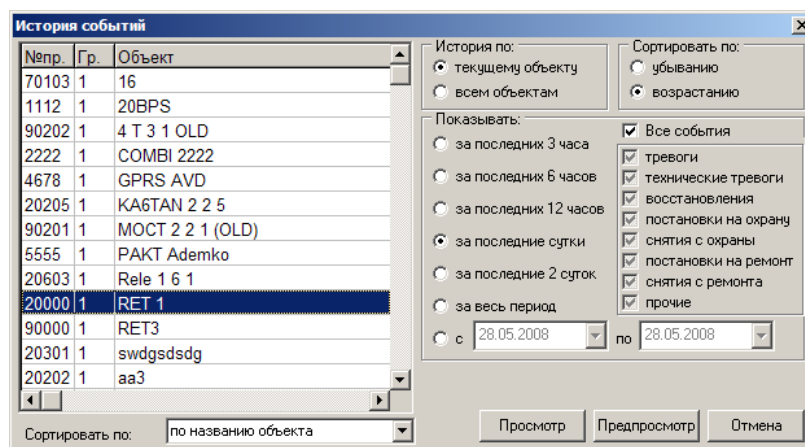 История событий
№пр. Гр. Объект
70103 1 16
1112 1 20BPS
90202 1 4 Т 3 1 OLD
2222 1 COMBI 2222
4678 1 GPRS AVD
20205 1 КА6TAN 2 2 5
90201 1 МОСТ 2 2 1 (OLD)
5555 1 РАКТ Ademko
20603 1 Rele 1 6 1
20000 1 RET 1
90000 1 RET3
20301 1 swdgsdsdg
20202 1 аа3
Сортировать по: по названию объекта
История по:
текущему объекту
всем объектам
Сортировать по:
убыванию
возрастанию
Показывать:
за последних 3 часа
за последних 6 часов
за последних 12 часов
за последние сутки
за последние 2 суток
за весь период
с 28.05.2008 по 28.05.2008
Все события
тревоги
технические тревоги
восстановления
постановки на охрану
снятия с охраны
постановки на ремонт
снятия с ремонта
прочие
Просмотр Предпросмотр Отмена